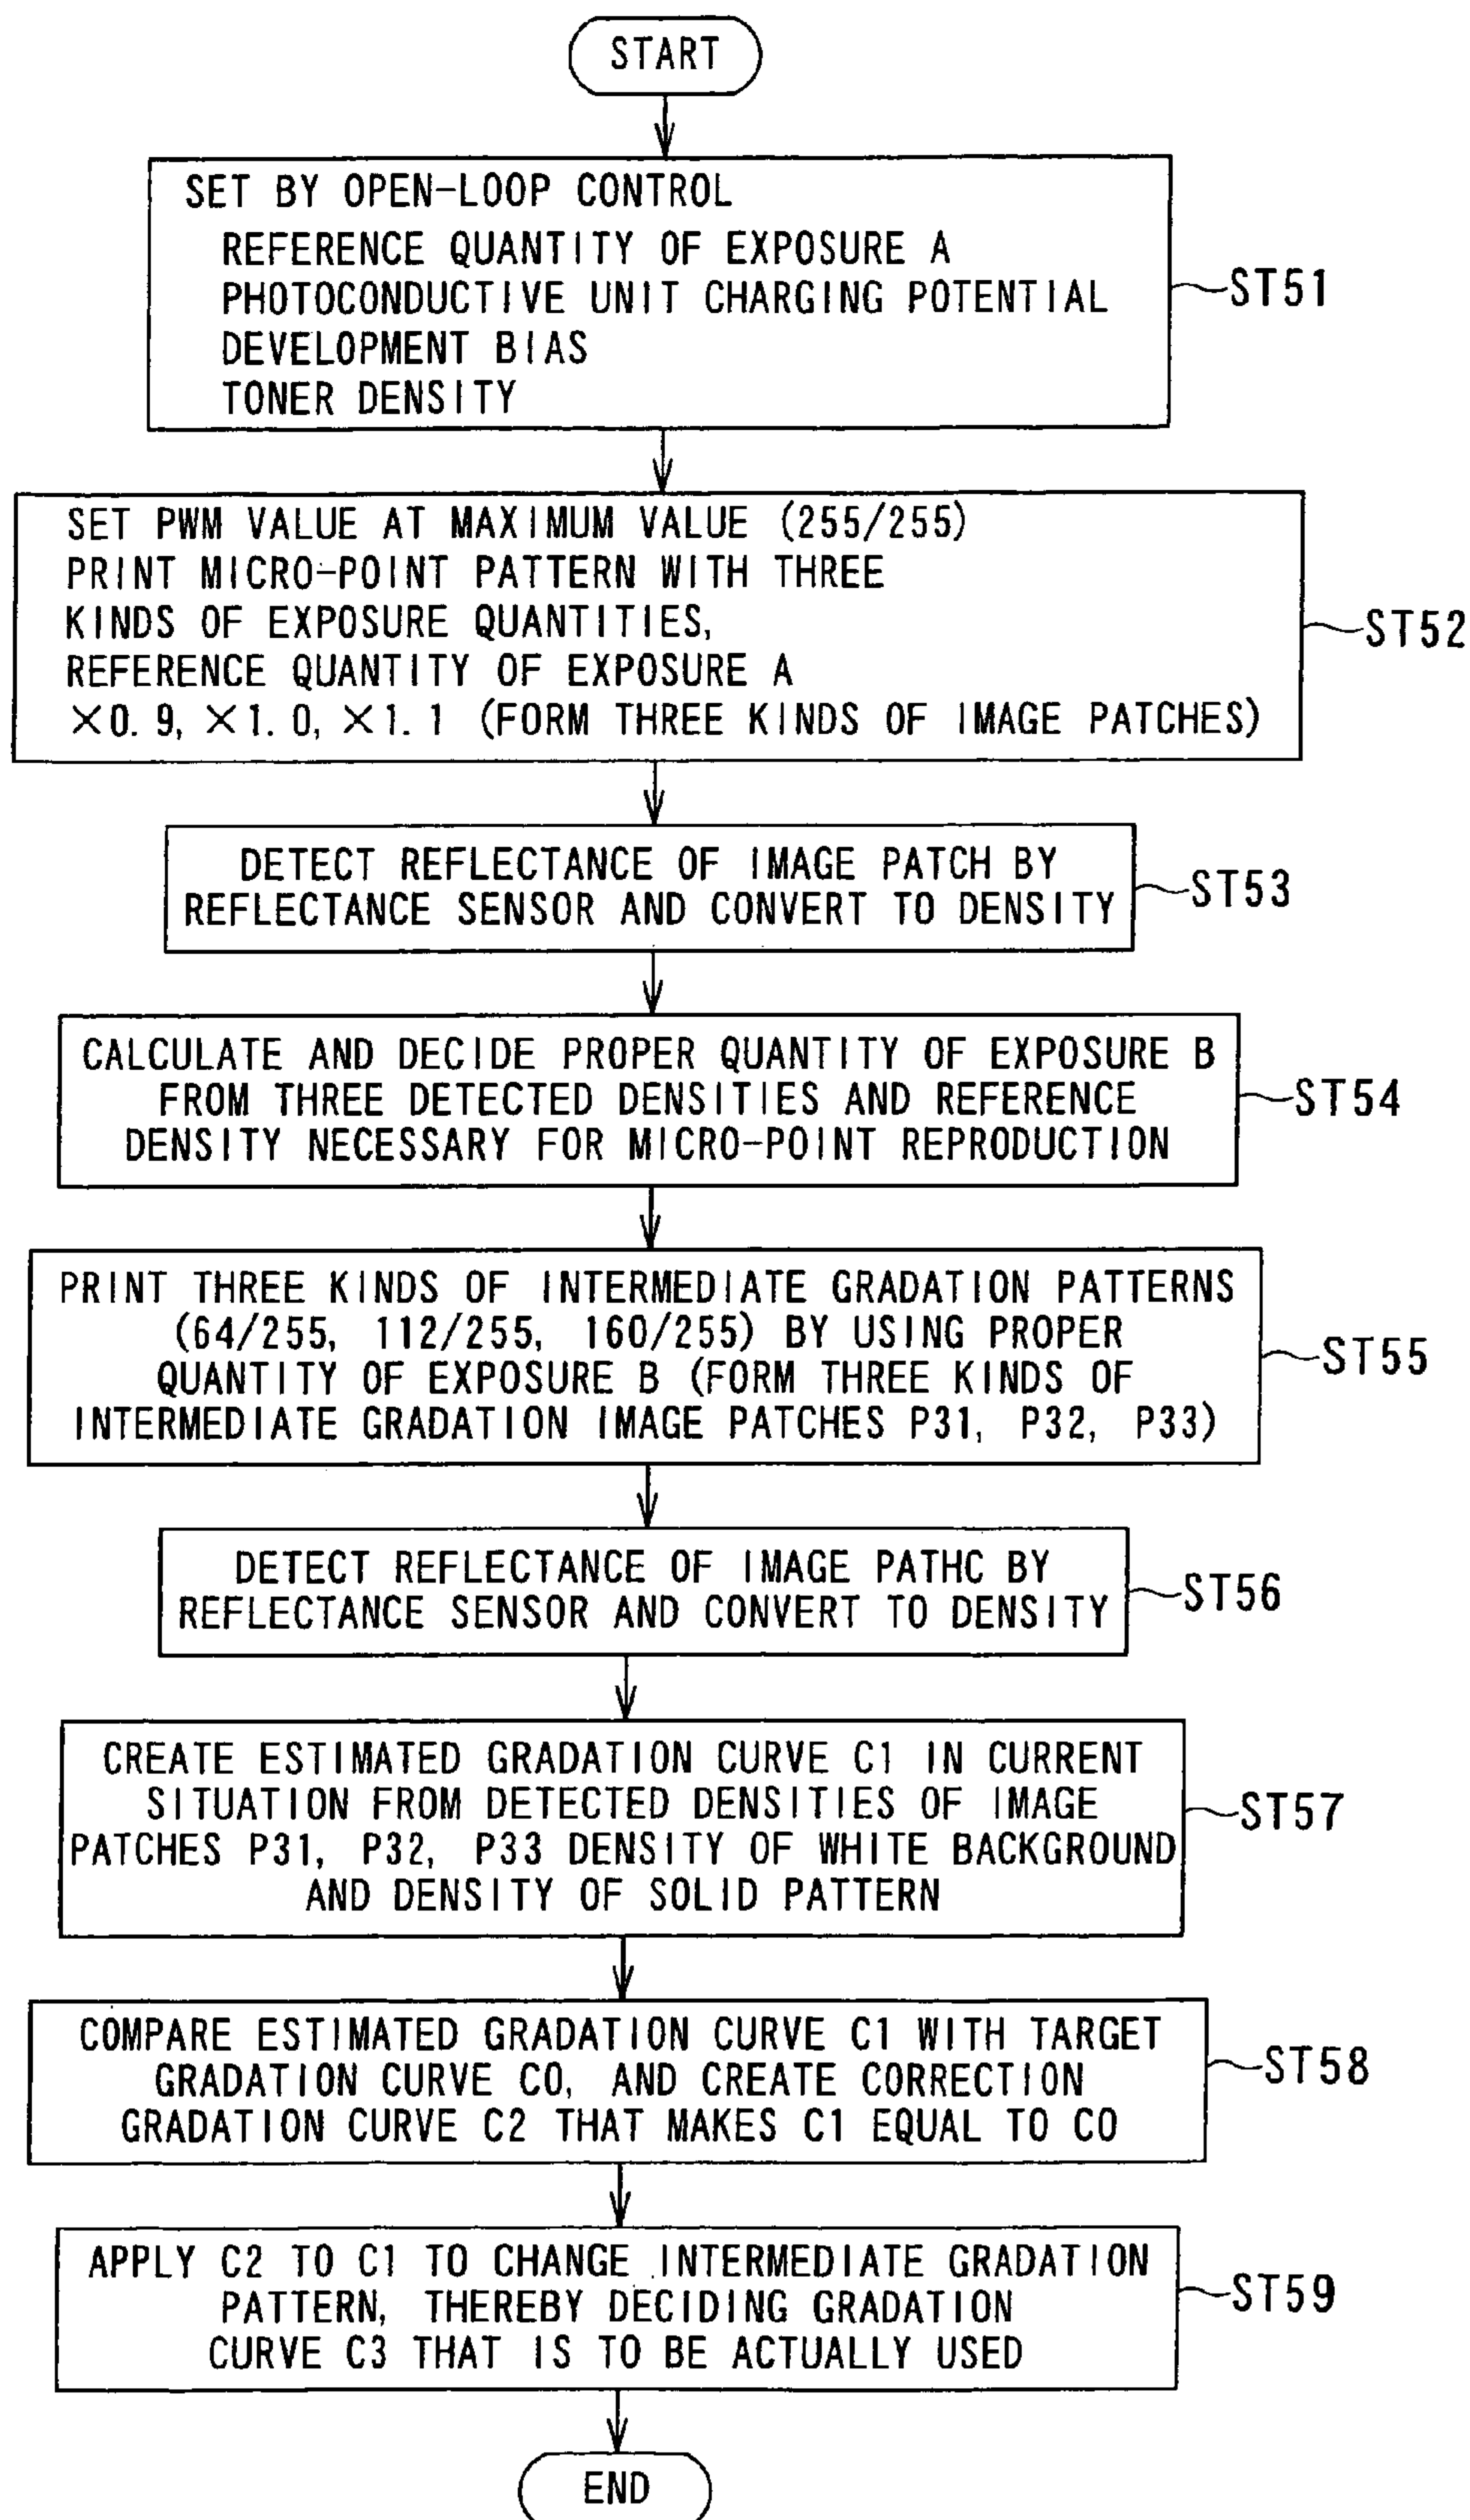 START
SET BY OPEN-LOOP CONTROL
REFERENCE QUANTITY OF EXPOSURE A
PHOTOCONDUCTIVE UNIT CHARGING POTENTIAL
DEVELOPMENT BIAS
TONER DENSITY
ST51
SET PWM VALUE AT MAXIMUM VALUE (255/255)
PRINT MICRO-POINT PATTERN WITH THREE
KINDS OF EXPOSURE QUANTITIES,
REFERENCE QUANTITY OF EXPOSURE A
×0.9, ×1.0, ×1.1 (FORM THREE KINDS OF IMAGE PATCHES)
ST52
DETECT REFLECTANCE OF IMAGE PATCH BY
REFLECTANCE SENSOR AND CONVERT TO DENSITY
ST53
CALCULATE AND DECIDE PROPER QUANTITY OF EXPOSURE B
FROM THREE DETECTED DENSITIES AND REFERENCE
DENSITY NECESSARY FOR MICRO-POINT REPRODUCTION
ST54
PRINT THREE KINDS OF INTERMEDIATE GRADATION PATTERNS
(64/255, 112/255, 160/255) BY USING PROPER
QUANTITY OF EXPOSURE B (FORM THREE KINDS OF
INTERMEDIATE GRADATION IMAGE PATCHES P31, P32, P33)
ST55
DETECT REFLECTANCE OF IMAGE PATHC BY
REFLECTANCE SENSOR AND CONVERT TO DENSITY
ST56
CREATE ESTIMATED GRADATION CURVE C1 IN CURRENT
SITUATION FROM DETECTED DENSITIES OF IMAGE
PATCHES P31, P32, P33 DENSITY OF WHITE BACKGROUND
AND DENSITY OF SOLID PATTERN
ST57
COMPARE ESTIMATED GRADATION CURVE C1 WITH TARGET
GRADATION CURVE C0, AND CREATE CORRECTION
GRADATION CURVE C2 THAT MAKES C1 EQUAL TO C0
ST58
APPLY C2 TO C1 TO CHANGE INTERMEDIATE GRADATION
PATTERN, THEREBY DECIDING GRADATION
CURVE C3 THAT IS TO BE ACTUALLY USED
ST59
END